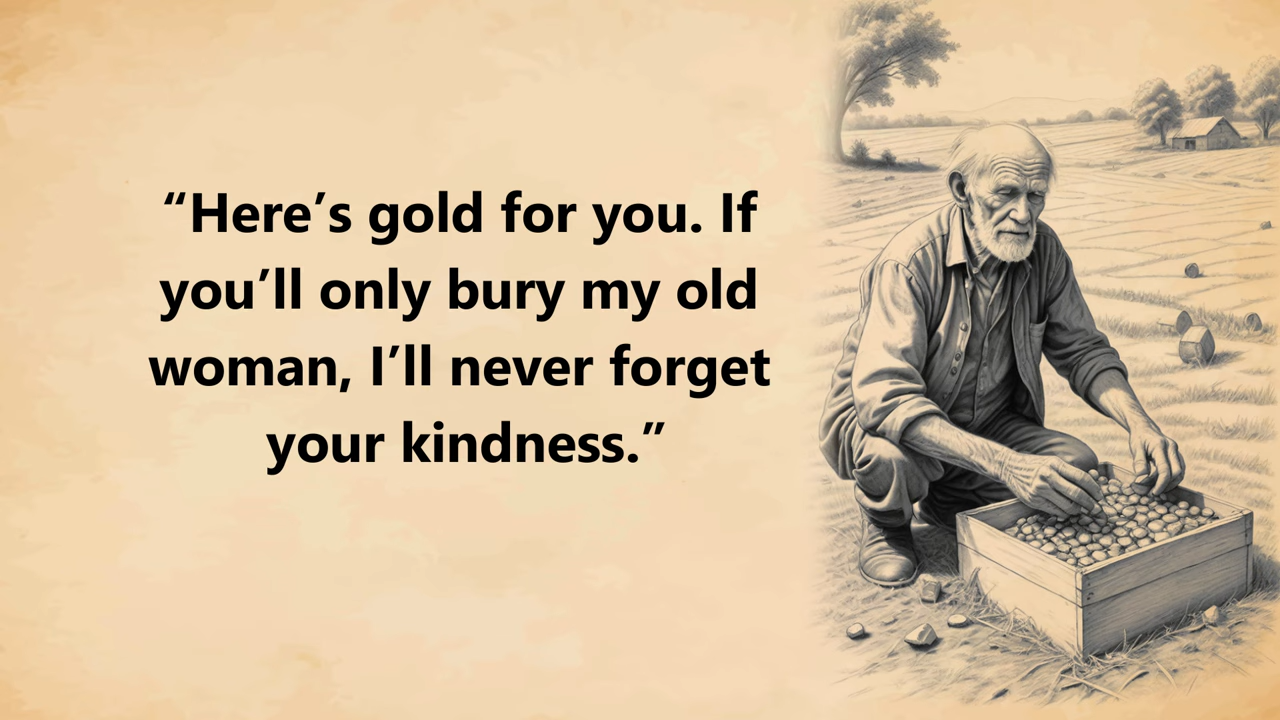 “Here’s gold for you. If
you’ll only bury my old
woman, I’ll never forget
your kindness.”